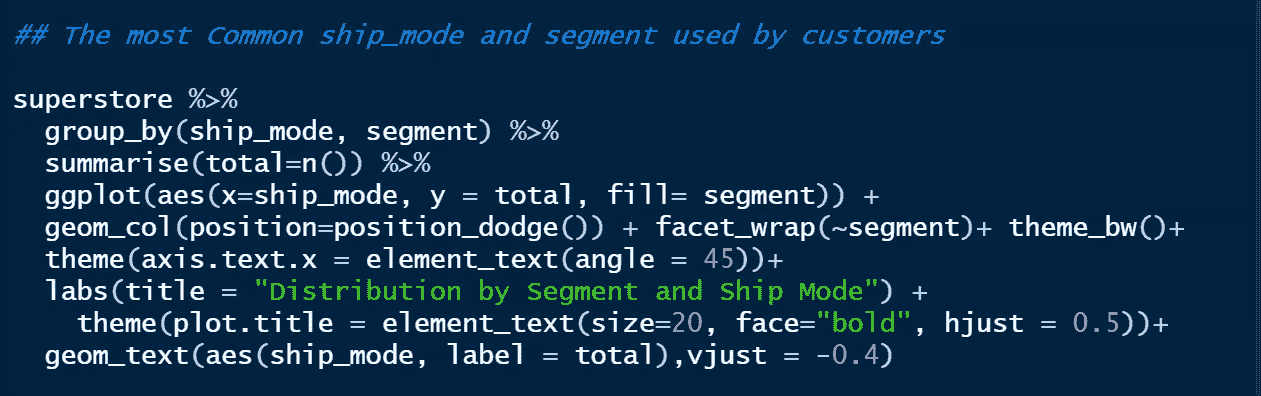 ## The most Common ship_mode and segment used by customers
superstore %>%
  group_by(ship_mode, segment) %>%
  summarise(total=n()) %>%
  ggplot(aes(x=ship_mode, y = total, fill= segment)) +
  geom_col(position=position_dodge()) + facet_wrap(~segment)+ theme_bw()+
  theme(axis.text.x = element_text(angle = 45))+
  labs(title = "Distribution by Segment and Ship Mode") +
    theme(plot.title = element_text(size=20, face="bold", hjust = 0.5))+
  geom_text(aes(ship_mode, label = total),vjust = -0.4)